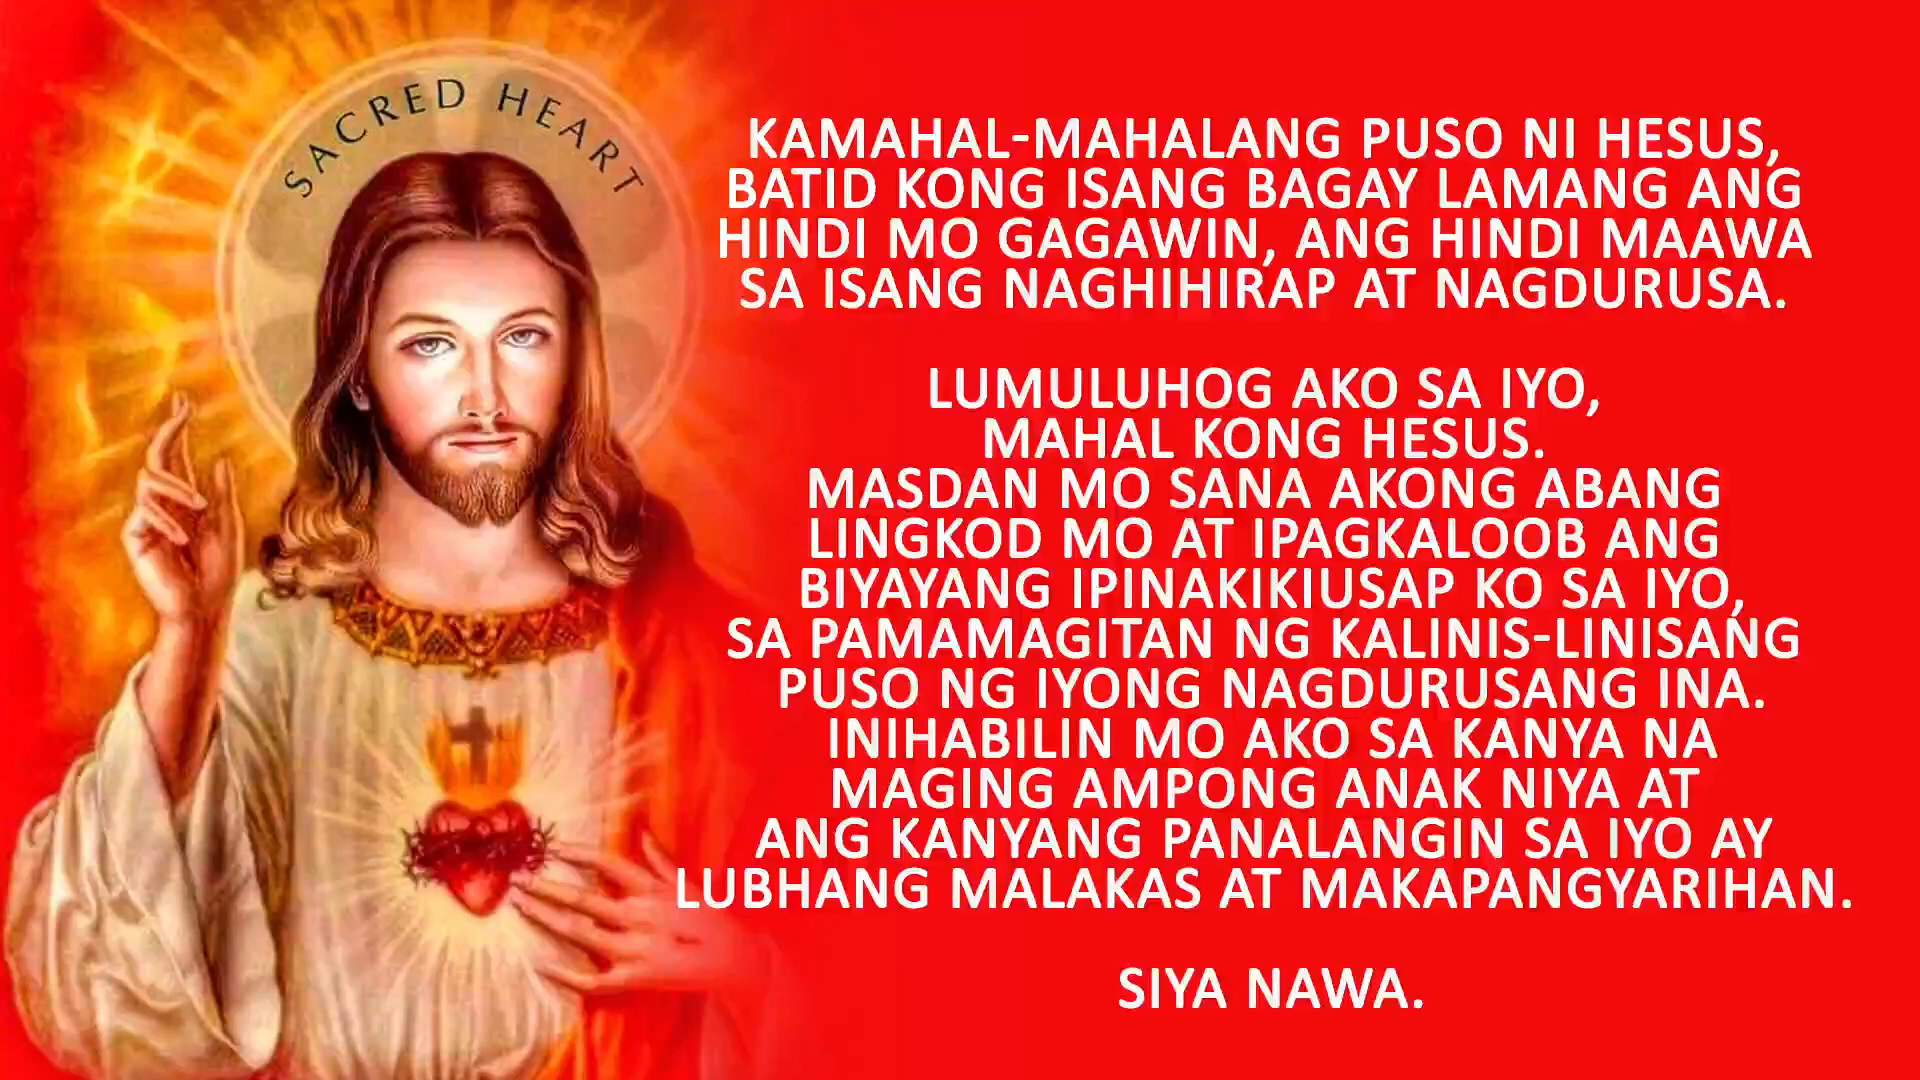 SACRED HEART
KAMAHAL-MAHALANG PUSO NI HESUS,
BATID KONG ISANG BAGAY LAMANG ANG
HINDI MO GAGAWIN, ANG HINDI MAAWA
SA ISANG NAGHIHIRAP AT NAGDURUSA.
LUMULUHOG AKO SA IYO,
MAHAL KONG HESUS.
MASDAN MO SANA AKONG ABANG
LINGKOD MO AT IPAGKALOOB ANG
BIYAYANG IPINAKIKIUSAP KO SA IYO,
SA PAMAMAGITAN NG KALINIS-LINISANG
PUSO NG IYONG NAGDURUSANG INA.
INIHABILIN MO AKO SA KANYA NA
MAGING AMPONG ANAK NIYA AT
ANG KANYANG PANALANGIN SA IYO AY
LUBHANG MALAKAS AT MAKAPANGYARIHAN.
SIYA NAWA.